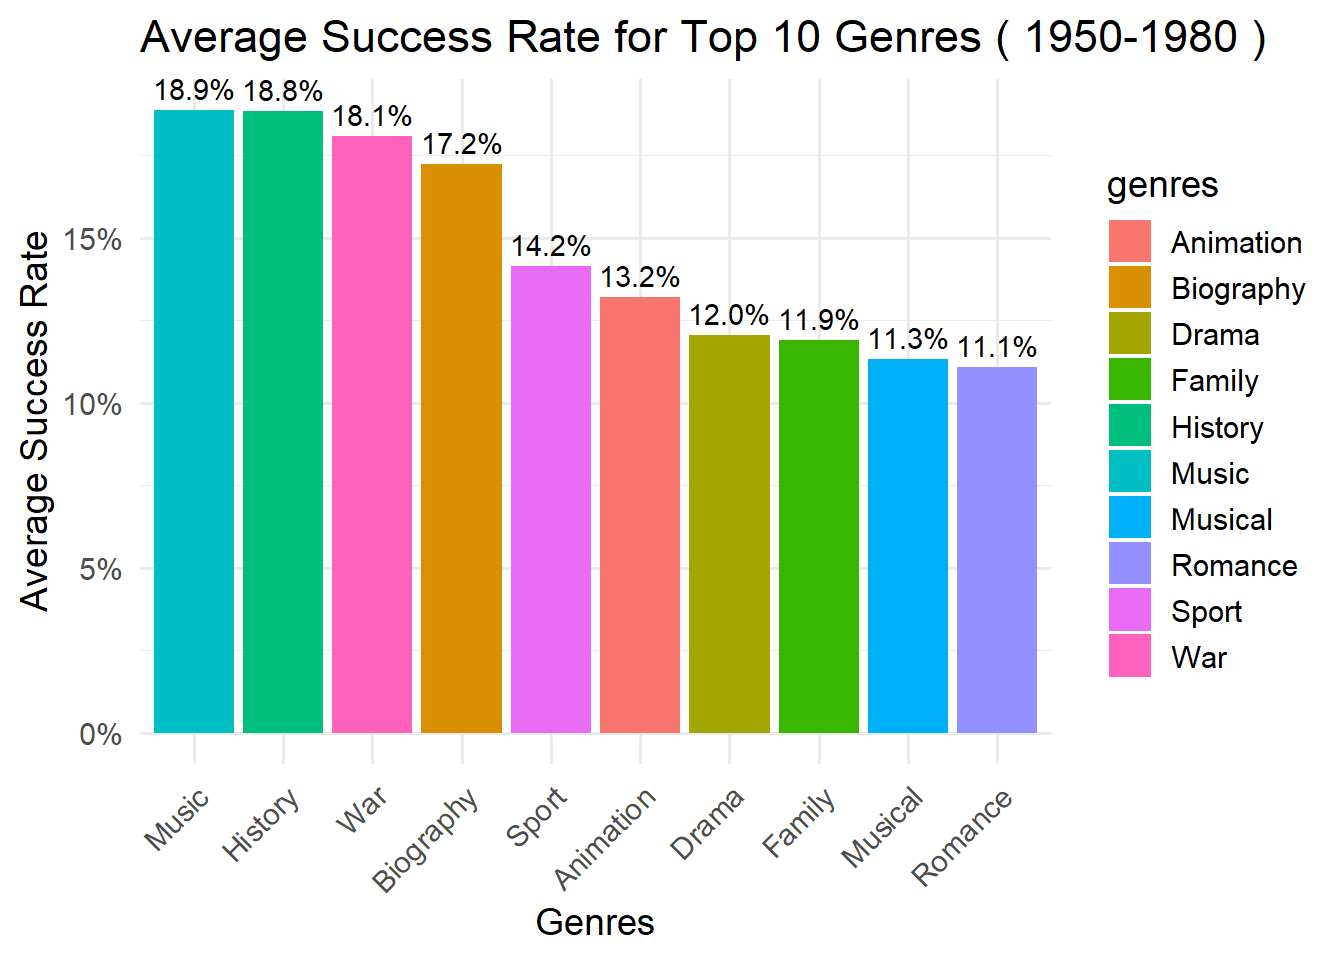 Average Success Rate for Top 10 Genres ( 1950-1980 )
18.9%
18.8%
18.1%
17.2%
14.2%
13.2%
12.0%
11.9%
11.3%
11.1%
Average Success Rate
15%
10%
5%
0%
Music
History
War
Biography
Sport
Animation
Drama
Family
Musical
Romance
Genres
genres
Animation
Biography
Drama
Family
History
Music
Musical
Romance
Sport
War